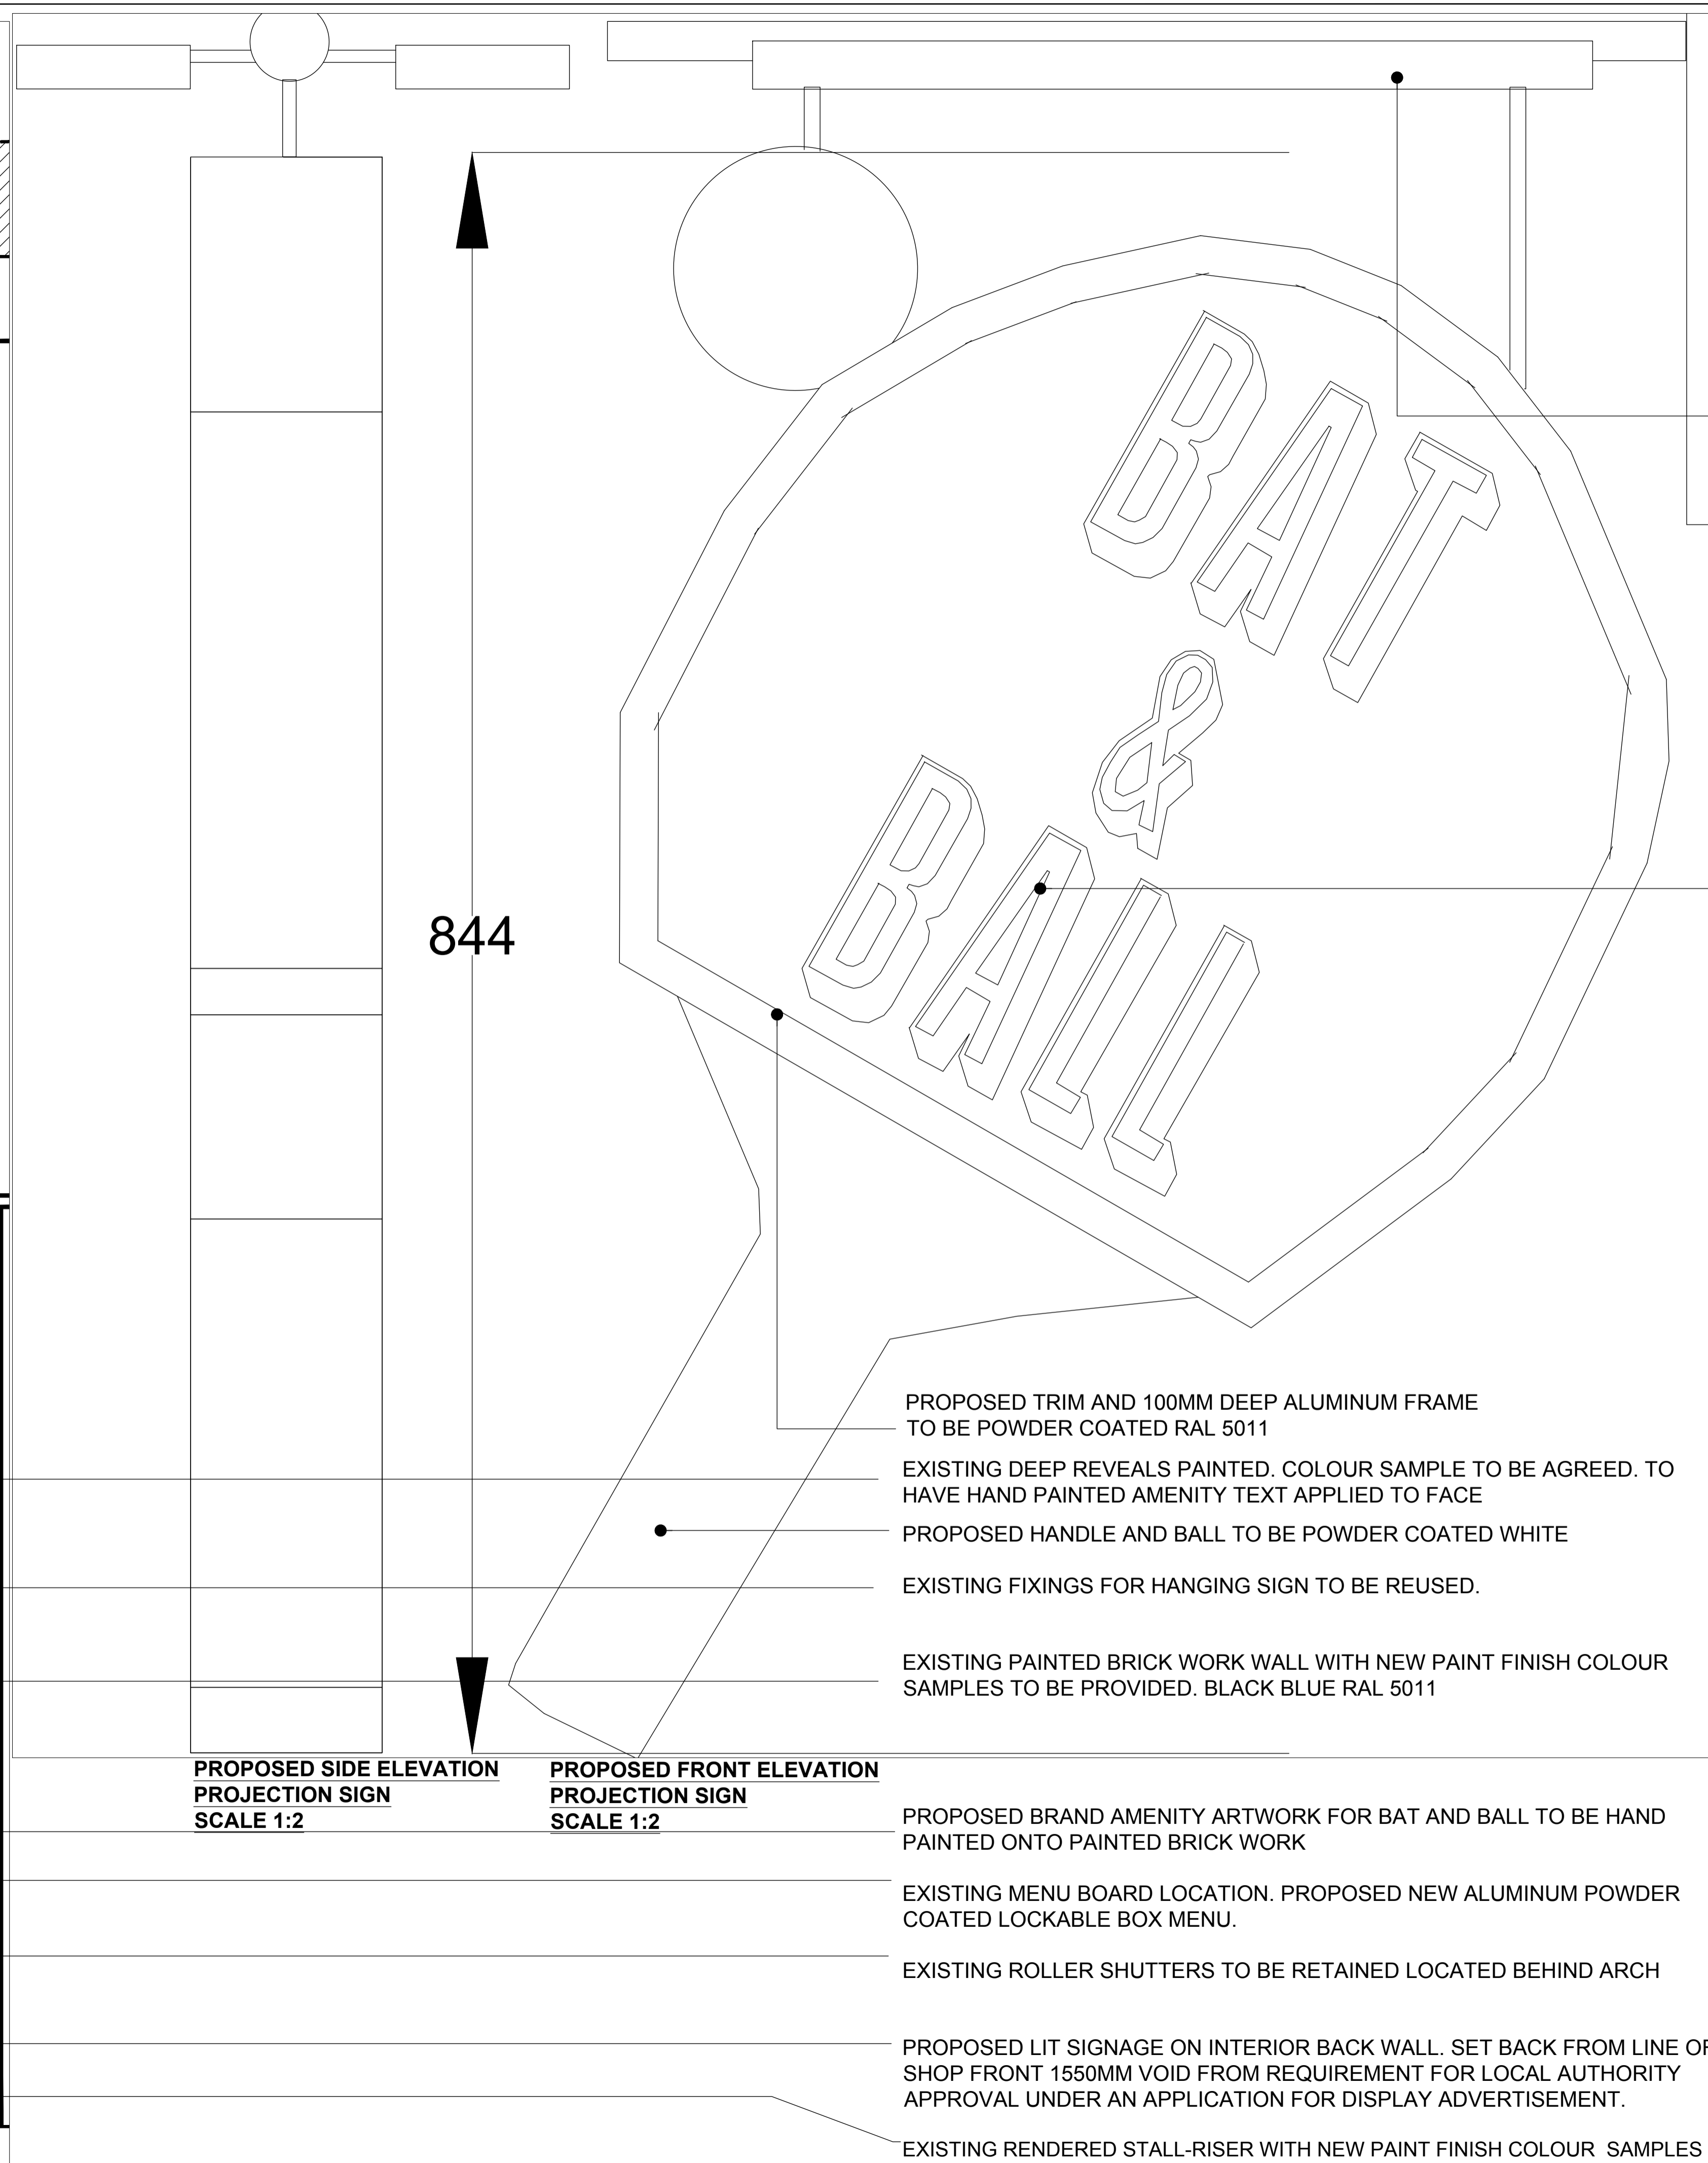 BAT
&
BALL
844
PROPOSED TRIM AND 100MM DEEP ALUMINUM FRAME
TO BE POWDER COATED RAL 5011
EXISTING DEEP REVEALS PAINTED. COLOUR SAMPLE TO BE AGREED. TO
HAVE HAND PAINTED AMENITY TEXT APPLIED TO FACE
PROPOSED HANDLE AND BALL TO BE POWDER COATED WHITE
EXISTING FIXINGS FOR HANGING SIGN TO BE REUSED.
EXISTING PAINTED BRICK WORK WALL WITH NEW PAINT FINISH COLOUR
SAMPLES TO BE PROVIDED. BLACK BLUE RAL 5011
PROPOSED SIDE ELEVATION
PROJECTION SIGN
SCALE 1:2
PROPOSED FRONT ELEVATION
PROJECTION SIGN
SCALE 1:2
PROPOSED BRAND AMENITY ARTWORK FOR BAT AND BALL TO BE HAND
PAINTED ONTO PAINTED BRICK WORK
EXISTING MENU BOARD LOCATION. PROPOSED NEW ALUMINUM POWDER
COATED LOCKABLE BOX MENU.
EXISTING ROLLER SHUTTERS TO BE RETAINED LOCATED BEHIND ARCH
PROPOSED LIT SIGNAGE ON INTERIOR BACK WALL. SET BACK FROM LINE OF
SHOP FRONT 1550MM VOID FROM REQUIREMENT FOR LOCAL AUTHORITY
APPROVAL UNDER AN APPLICATION FOR DISPLAY ADVERTISEMENT.
EXISTING RENDERED STALL-RISER WITH NEW PAINT FINISH COLOUR SAMPLES